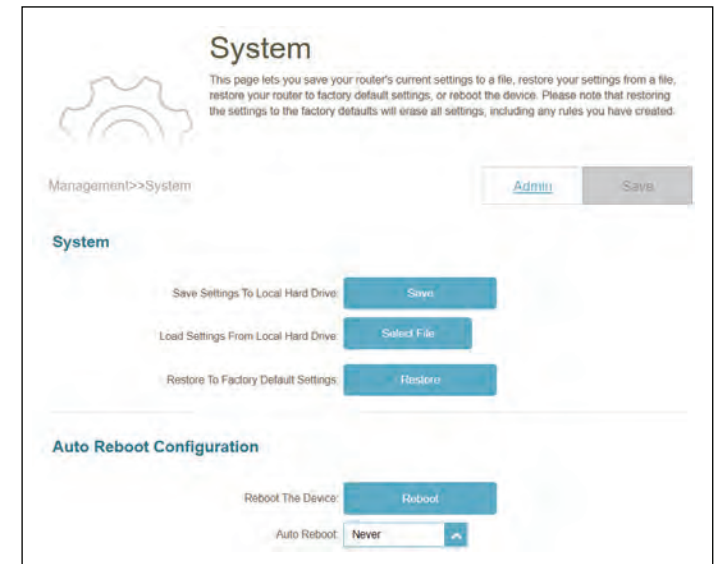 System
This page lets you save your router's current settings to a file, restore your settings from a file,
restore your router to factory default settings, or reboot the device. Please note that restoring
the settings to the factory defaults will erase all settings, including any rules you have created.
Management>>System
Admin
Save
System
Save Settings To Local Hard Drive:
Save
Load Settings From Local Hard Drive:
Select File
Restore To Factory Default Settings:
Restore
Auto Reboot Configuration
Reboot The Device:
Reboot
Auto Reboot:
Never